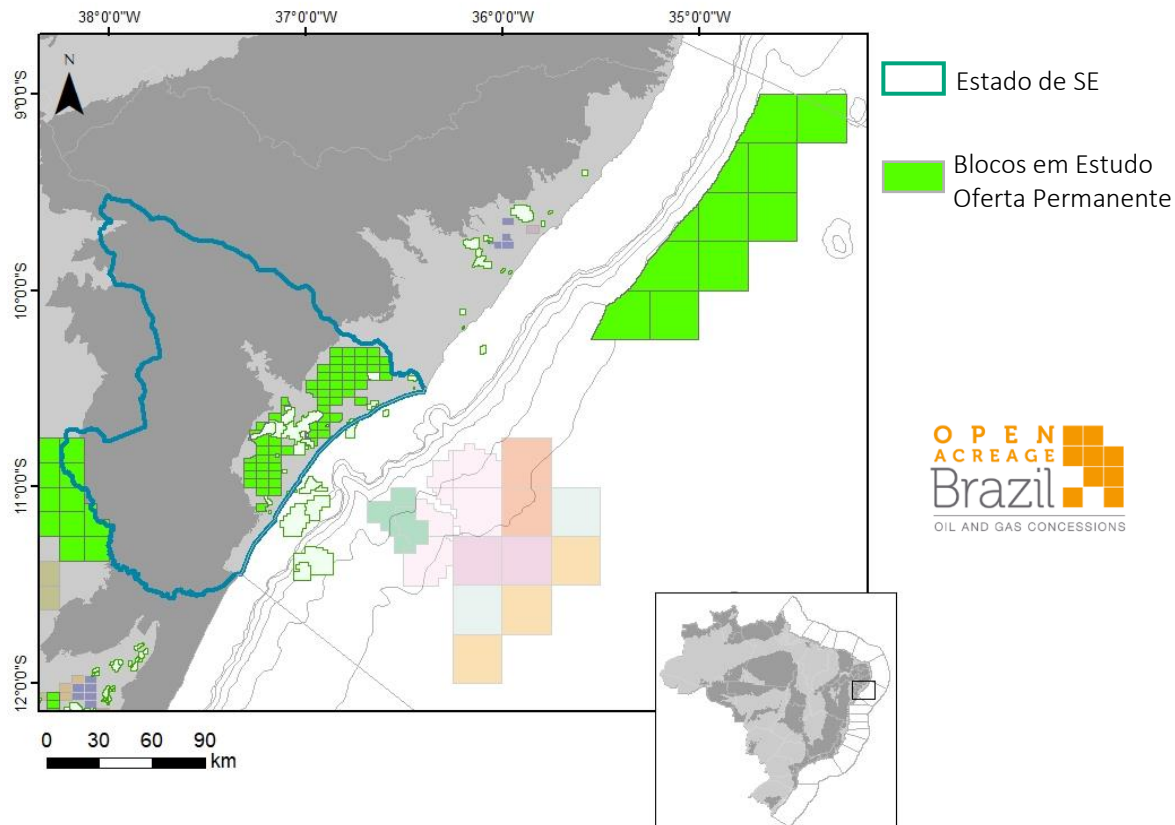 38°0'0"W 37°0'0"W 36°0'0"W 35°0'0"W
N
9°0'0"S
10°0'0"S
11°0'0"S
12°0'0"S
0 30 60 90
km
Estado de SE
Blocos em Estudo
Oferta Permanente
OPEN
ACREAGE
Brazil
OIL AND GAS CONCESSIONS